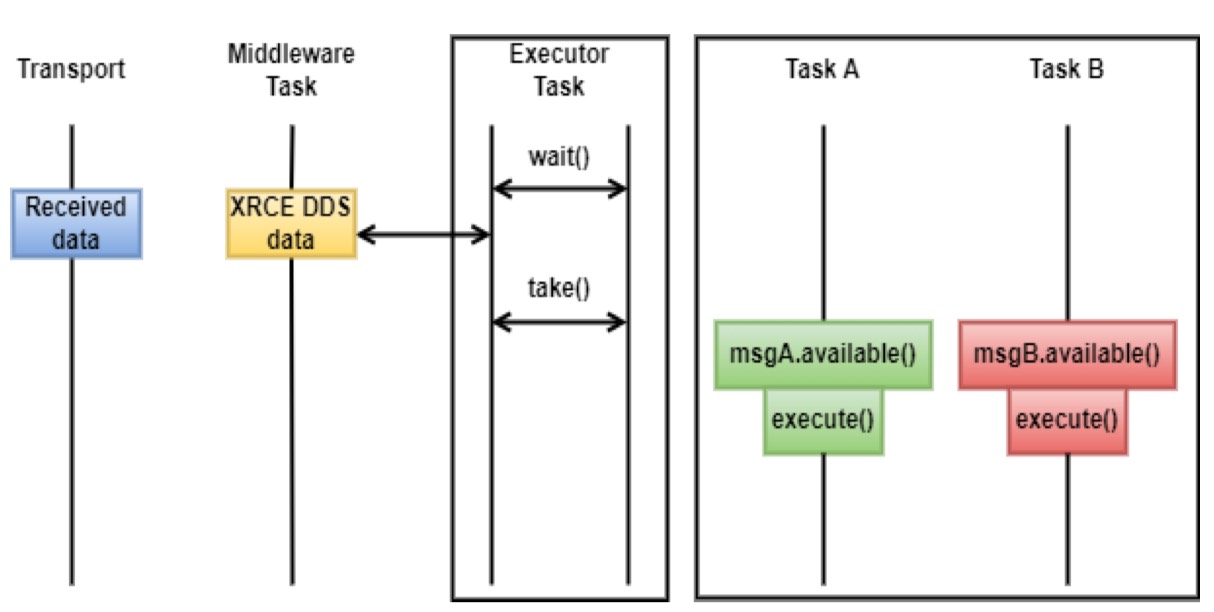 Transport
Middleware
Task
Executor
Task
Task A
Task B
wait()
Received
data
XRCE DDS
data
take()
msgA.available()
msgB.available()
execute()
execute()